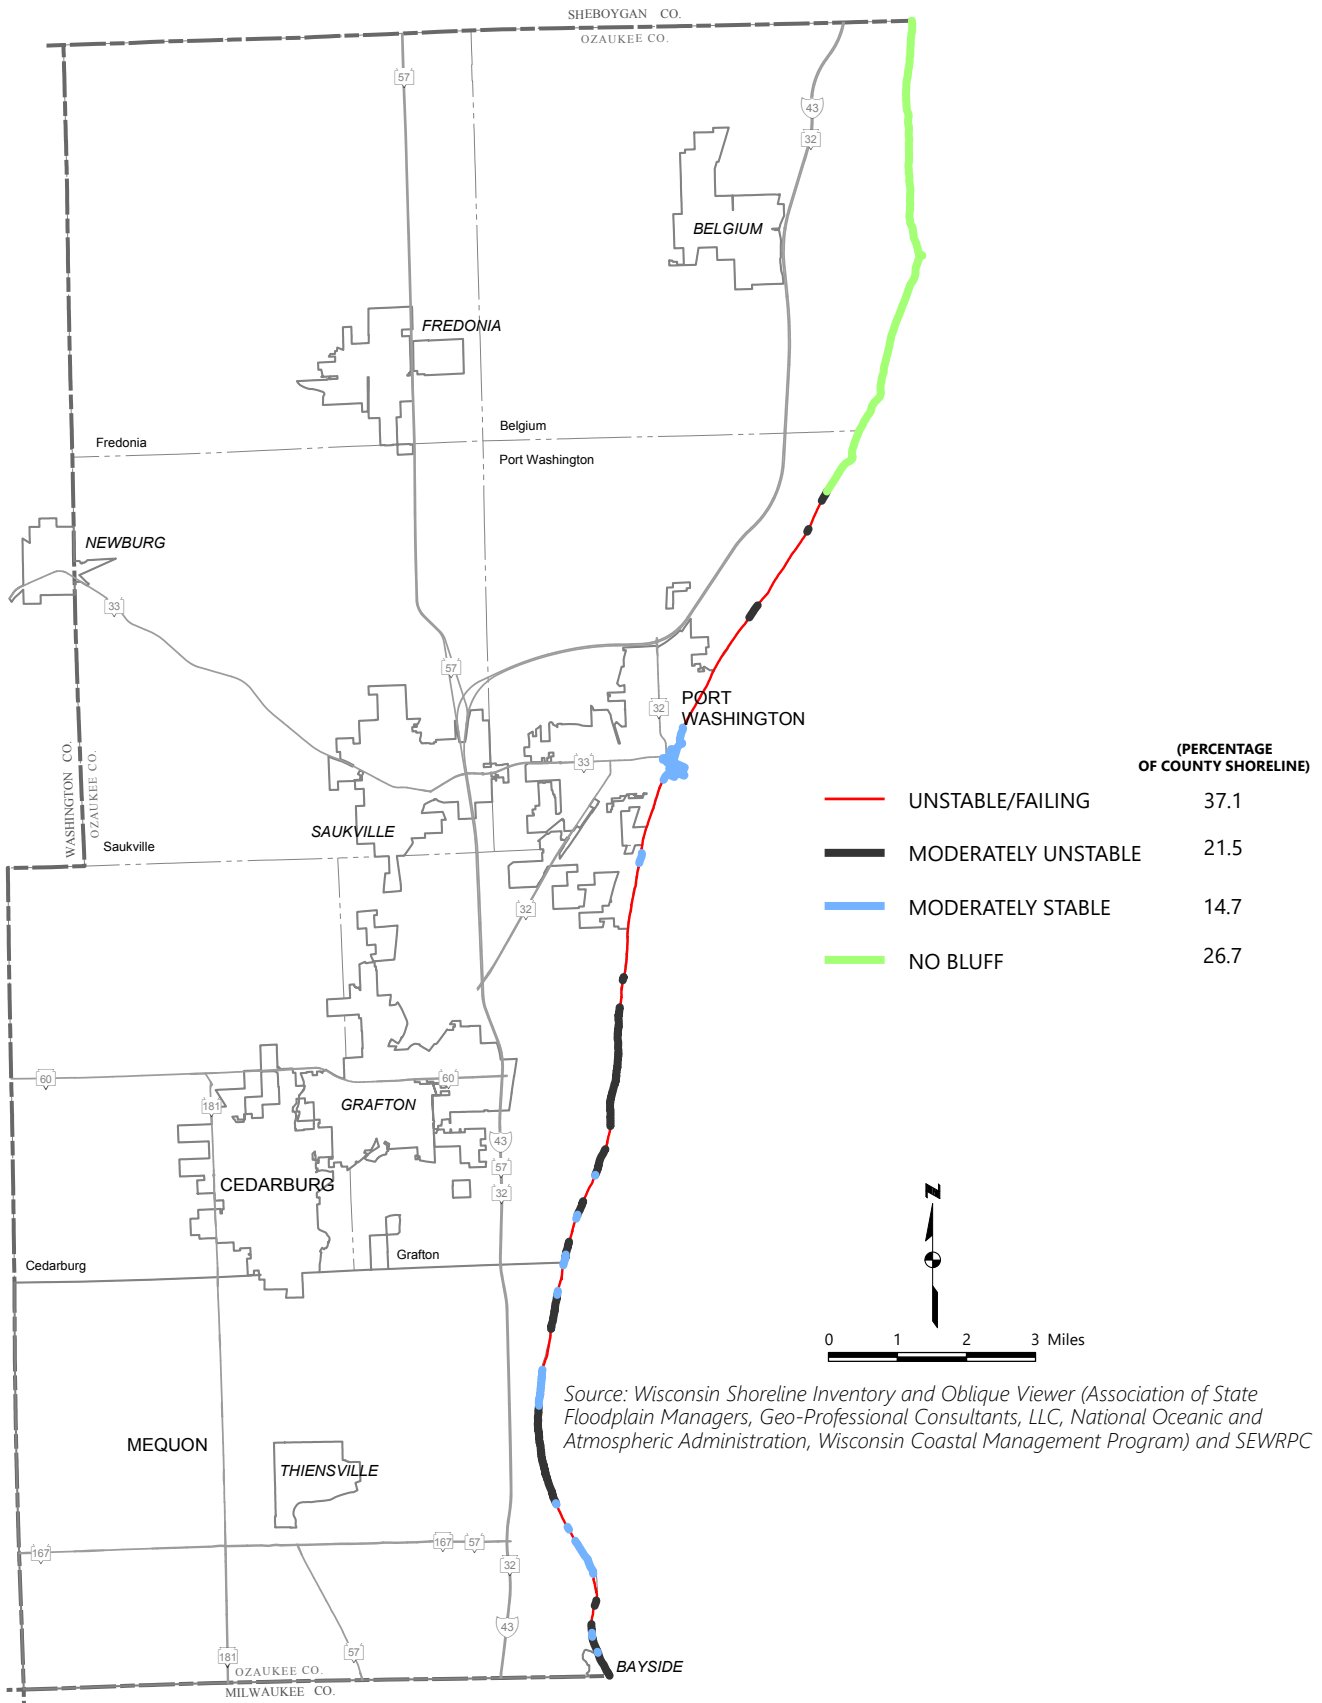 SHEBOYGAN CO.
OZAUKEE CO.
57
43
32
BELGIUM
FREDONIA
Fredonia
Belgium
Port Washington
NEWBURG
33
57
32
PORT
WASHINGTON
33
WASHINGTON CO.
OZAUKEE CO.
SAUKVILLE
Saukville
32
(PERCENTAGE
OF COUNTY SHORELINE)
UNSTABLE/FAILING 37.1
MODERATELY UNSTABLE 21.5
MODERATELY STABLE 14.7
NO BLUFF 26.7
60
60
181
GRAFTON
43
57
32
CEDARBURG
N
Cedarburg
Grafton
0 1 2 3 Miles
Source: Wisconsin Shoreline Inventory and Oblique Viewer (Association of State
Floodplain Managers, Geo-Professional Consultants, LLC, National Oceanic and
Atmospheric Administration, Wisconsin Coastal Management Program) and SEWRPC
MEQUON
THIENSVILLE
167
167
57
32
43
181
57
BAYSIDE
OZAUKEE CO.
MILWAUKEE CO.